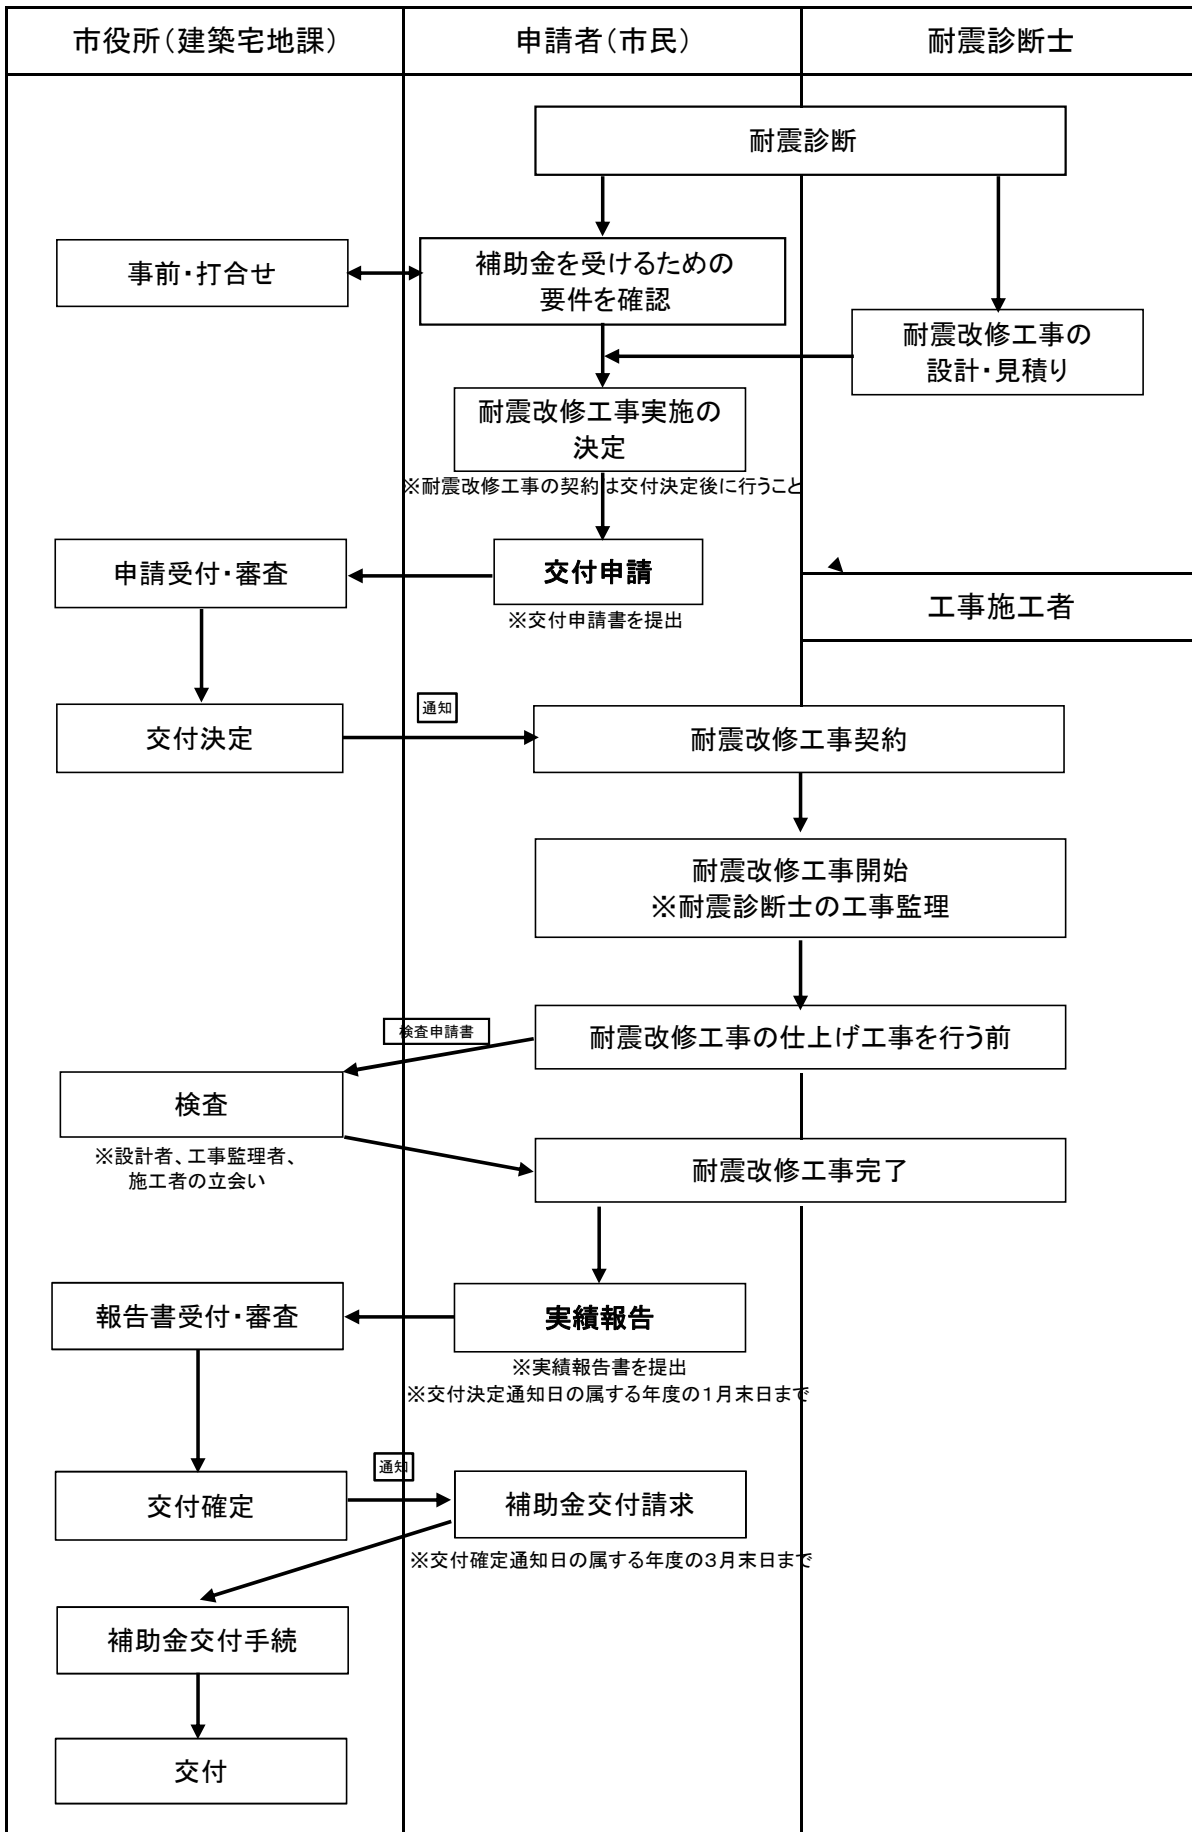 市役所（建築宅地課）
申請者（市民）
耐震診断士
耐震診断
事前・打合せ
補助金を受けるための
要件を確認
耐震改修工事の
設計・見積り
耐震改修工事実施の
決定
※耐震改修工事の契約は交付決定後に行うこと
申請受付・審査
交付申請
※交付申請書を提出
工事施工者
交付決定
通知
耐震改修工事契約
耐震改修工事開始
※耐震診断士の工事監理
検査申請書
耐震改修工事の仕上げ工事を行う前
検査
※設計者、工事監理者、
施工者の立会い
耐震改修工事完了
報告書受付・審査
実績報告
※実績報告書を提出
※交付決定通知日の属する年度の１月末日まで
交付確定
通知
補助金交付請求
※交付確定通知日の属する年度の３月末日まで
補助金交付手続
交付